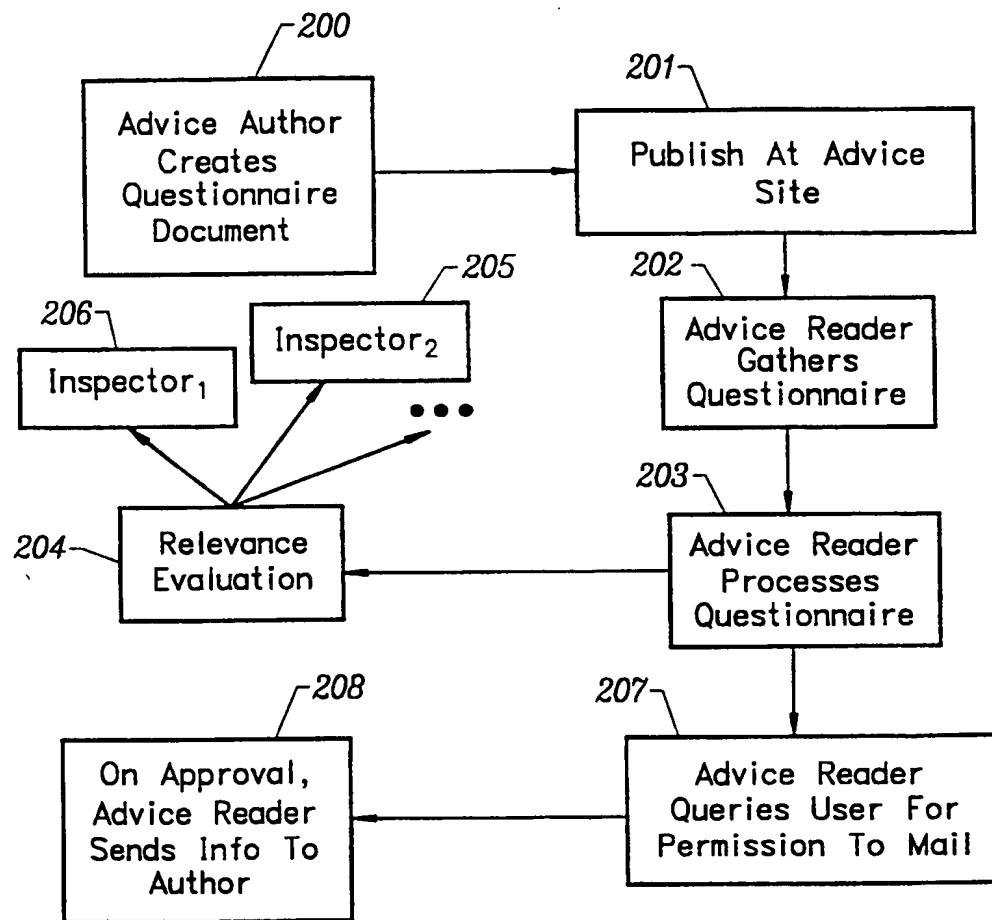 200
Advice Author
Creates
Questionnaire
Document
201
Publish At Advice
Site
202
Advice Reader
Gathers
Questionnaire
205
Inspector2
206
Inspector1
203
Advice Reader
Processes
Questionnaire
204
Relevance
Evaluation
207
Advice Reader
Queries User For
Permission To Mail
208
On Approval,
Advice Reader
Sends Info To
Author